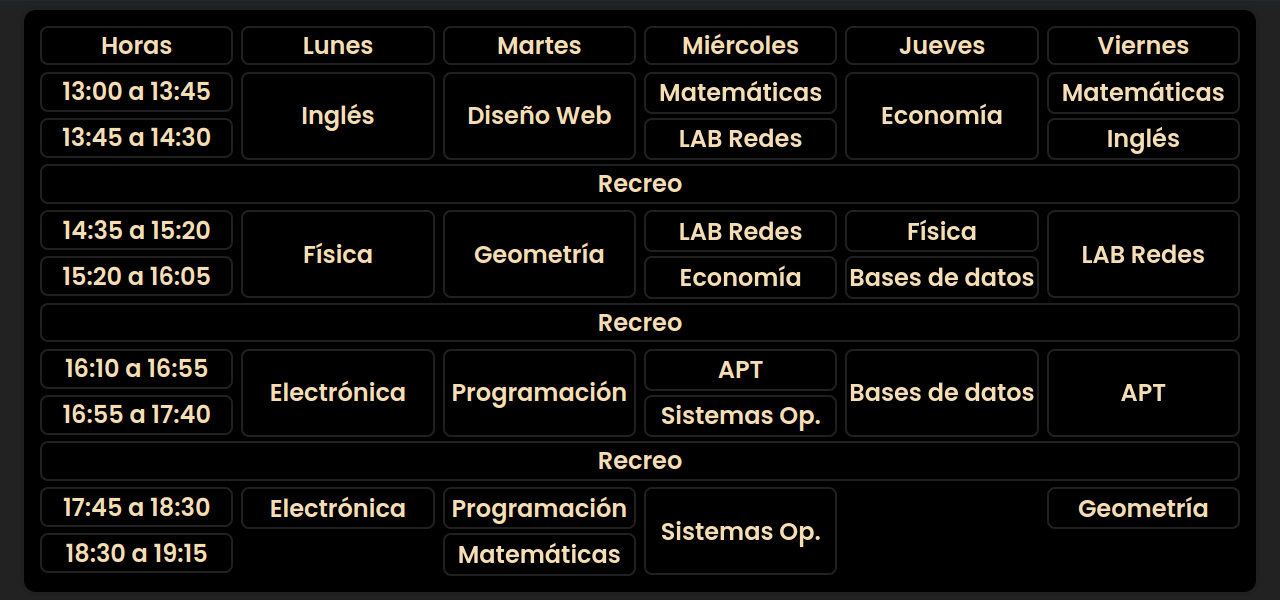 Horas Lunes Martes Miércoles Jueves Viernes
13:00 a 13:45 Inglés Diseño Web Matemáticas Economía Matemáticas
13:45 a 14:30 LAB Redes Inglés
Recreo
14:35 a 15:20 Física Geometría LAB Redes Física LAB Redes
15:20 a 16:05 Economía Bases de datos
Recreo
16:10 a 16:55 Electrónica Programación APT Bases de datos APT
16:55 a 17:40 Sistemas Op.
Recreo
17:45 a 18:30 Electrónica Programación Sistemas Op. Geometría
18:30 a 19:15 Matemáticas